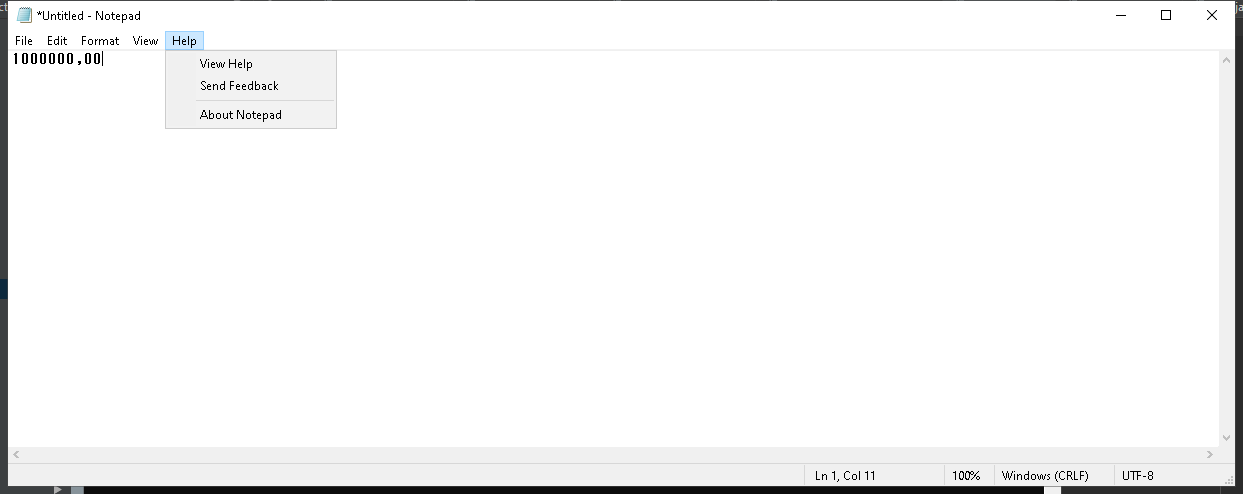 *Untitled - Notepad
File Edit Format View Help
1000000,00
View Help
Send Feedback
About Notepad
Ln 1, Col 11 100% Windows (CRLF) UTF-8